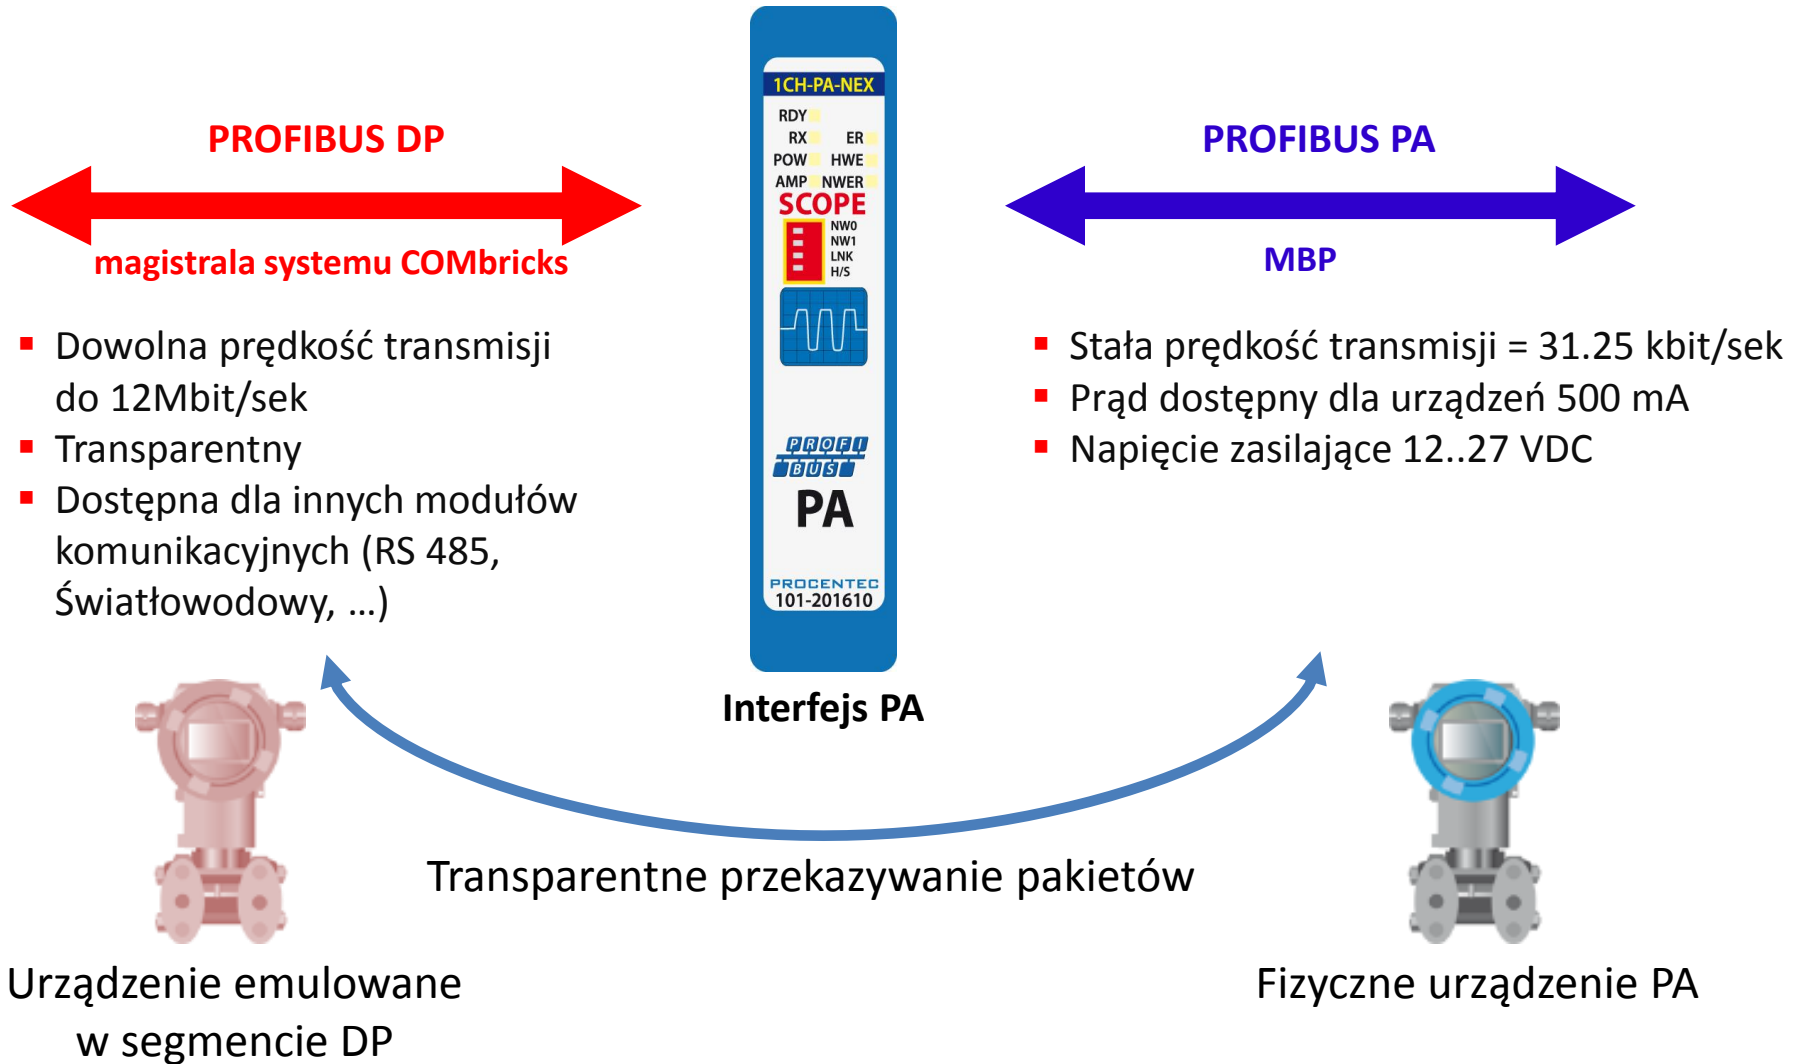 PROFIBUS DP
magistrala systemu COMbricks
Dowolna prędkość transmisji
do 12Mbit/sek
Transparentny
Dostępna dla innych modułów
komunikacyjnych (RS 485,
Światłowodowy, ...)
1CH-PA-NEX
RDY
RX ER
POW HWE
AMP NWER
SCOPE
NW0
NW1
LNK
H/S
PROFI
BUS
PA
PROCENTEC
101-201610
Interfejs PA
PROFIBUS PA
MBP
Stała prędkość transmisji = 31.25 kbit/sek
Prąd dostępny dla urządzeń 500 mA
Napięcie zasilające 12..27 VDC
Transparentne przekazywanie pakietów
Urządzenie emulowane
w segmencie DP
Fizyczne urządzenie PA